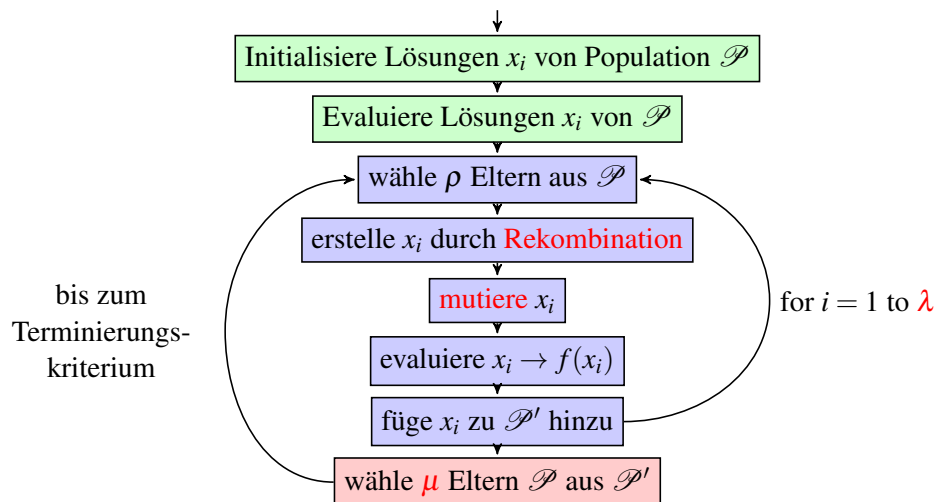 Initialisiere Lösungen x_i von Population 𝒫
Evaluiere Lösungen x_i von 𝒫
wähle ρ Eltern aus 𝒫
erstelle x_i durch Rekombination
mutiere x_i
evaluiere x_i → f(x_i)
füge x_i zu 𝒫′ hinzu
wähle μ Eltern 𝒫 aus 𝒫′
bis zum
Terminierungs-
kriterium
for i = 1 to λ